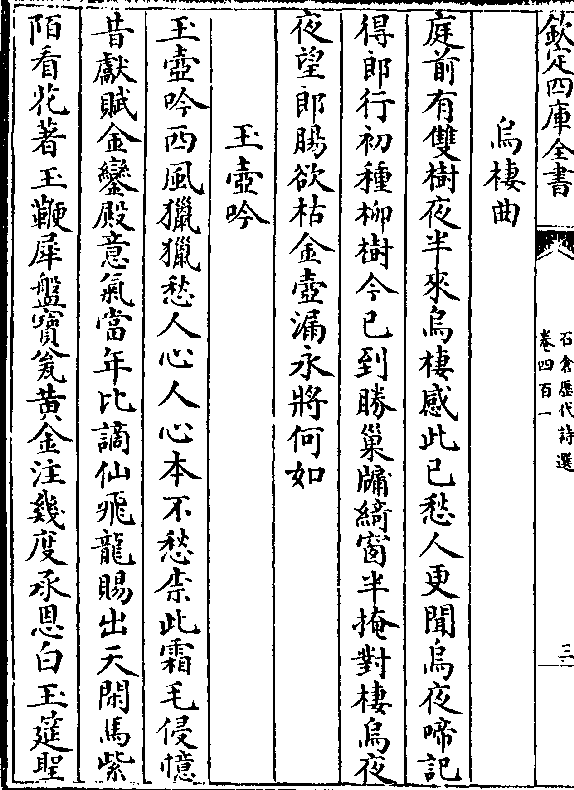 欽定四庫全書
石倉歷代詩選
卷四百一
三
烏棲曲
庭前有雙樹夜半來烏棲感此已愁人更聞烏夜啼記
得郎行初種柳樹今已到勝巢牖綺窗半掩對棲烏夜
夜望郎腸欲枯金壺漏永將何如
玉壺吟
玉壺吟西風獵獵愁人心人心本不愁柰此霜毛侵憶
昔獻賦金鑾殿意氣當年比謫仙飛龍賜出天閑馬紫
陌看花著玉鞭犀盤寶瓮黄金注幾度承恩白玉筵聖